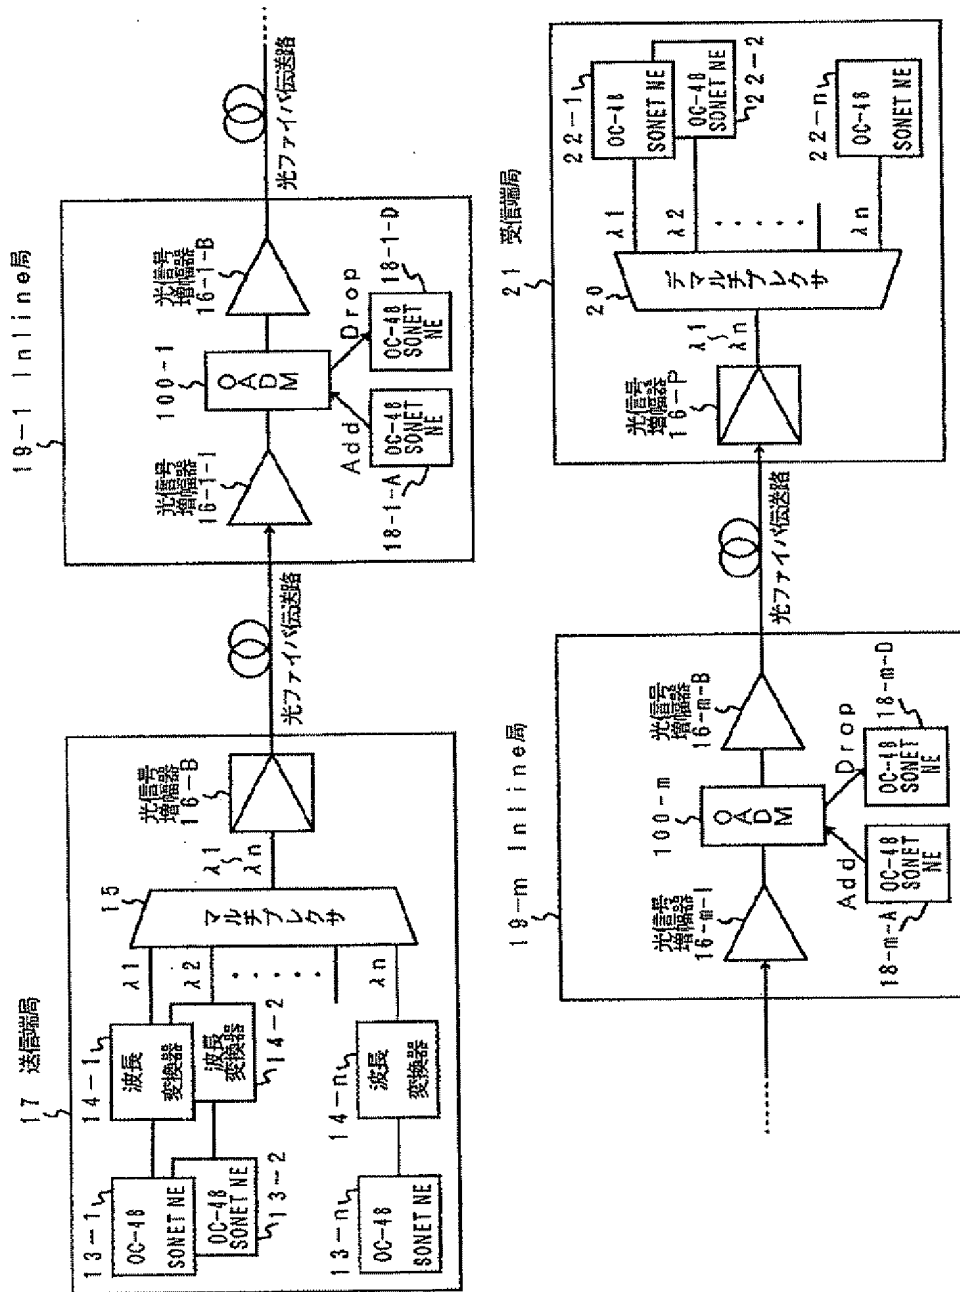 17 送信端局
13-1
OC-48
SONET NE
OC-48
SONET NE
13-2
13-n
OC-48
SONET NE
14-1
波長
変換器
波長
変換器
14-2
14-n
波長
変換器
λ1
λ2
λn
15
マルチプレクサ
λ1
λn
光信号
増幅器
16-B
光ファイバ伝送路
19-1 Inline局
光信号
増幅器
16-1-I
100-1
OADM
光信号
増幅器
16-1-B
Add
Drop
OC-48
SONET
NE
18-1-A
OC-48
SONET
NE
18-1-D
光ファイバ伝送路
19-m Inline局
光信号
増幅器
16-m-I
100-m
OADM
光信号
増幅器
16-m-B
Add
Drop
OC-48
SONET
NE
18-m-A
OC-48
SONET
NE
18-m-D
光ファイバ伝送路
21 受信端局
光信号
増幅器
16-P
λ1
λn
20
デマルチプレクサ
λ1
λ2
λn
22-1
OC-48
SONET NE
OC-48
SONET NE
22-2
22-n
OC-48
SONET NE